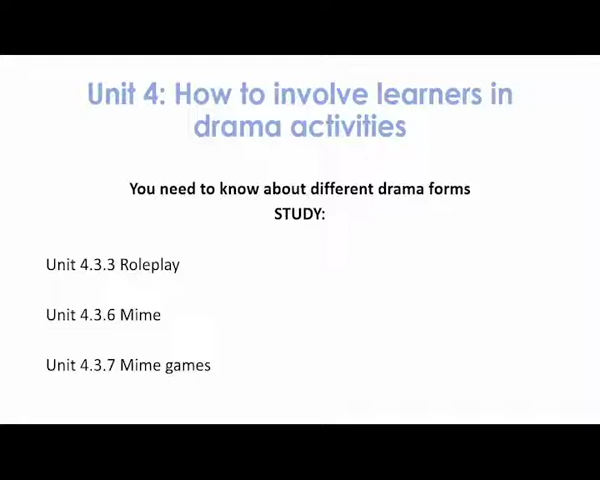 Unit 4: How to involve learners in
drama activities
You need to know about different drama forms
STUDY:
Unit 4.3.3 Roleplay
Unit 4.3.6 Mime
Unit 4.3.7 Mime games